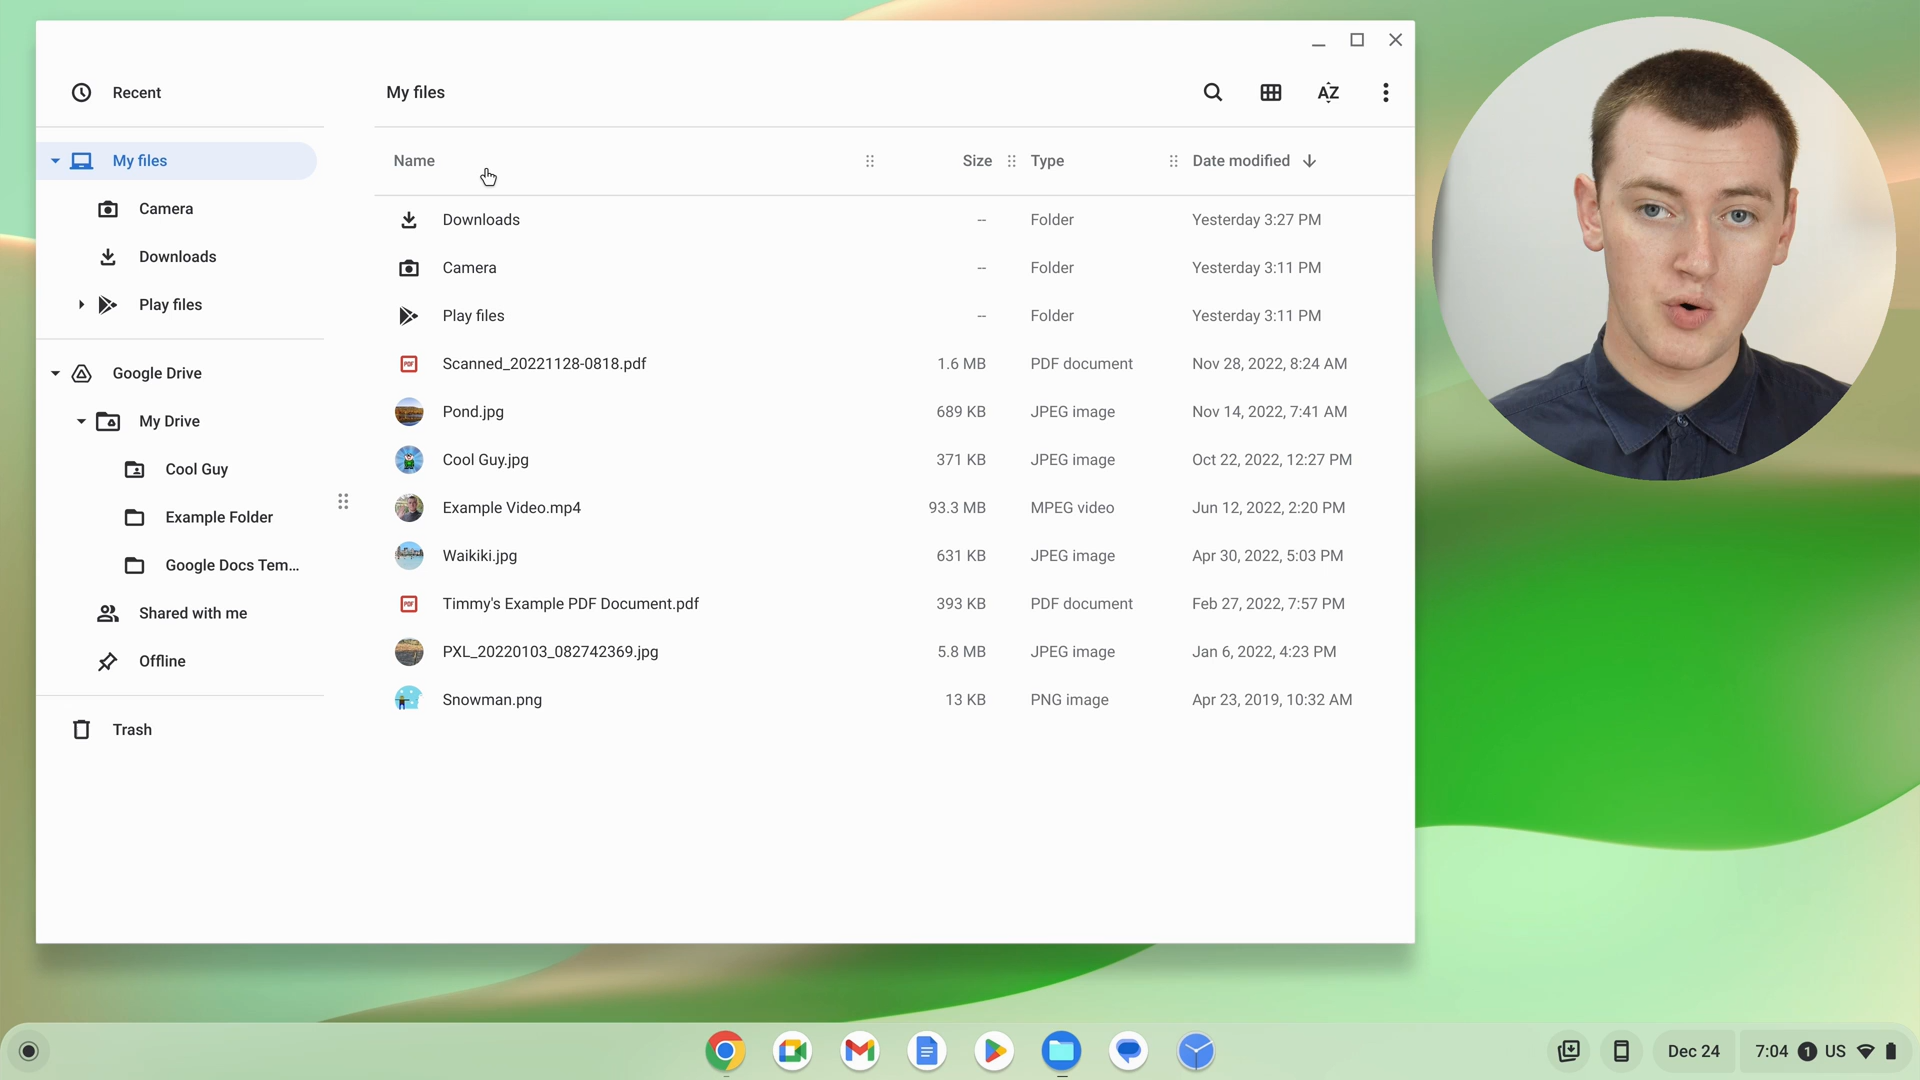 Recent
My files
Camera
Downloads
Play files
Google Drive
My Drive
Cool Guy
Example Folder
Google Docs Tem...
Shared with me
Offline
Trash
My files
AZ
Name Size Type Date modified
Downloads -- Folder Yesterday 3:27 PM
Camera -- Folder Yesterday 3:11 PM
Play files -- Folder Yesterday 3:11 PM
PDF Scanned_20221128-0818.pdf 1.6 MB PDF document Nov 28, 2022, 8:24 AM
Pond.jpg 689 KB JPEG image Nov 14, 2022, 7:41 AM
Cool Guy.jpg 371 KB JPEG image Oct 22, 2022, 12:27 PM
Example Video.mp4 93.3 MB MPEG video Jun 12, 2022, 2:20 PM
Waikiki.jpg 631 KB JPEG image Apr 30, 2022, 5:03 PM
PDF Timmy's Example PDF Document.pdf 393 KB PDF document Feb 27, 2022, 7:57 PM
PXL_20220103_082742369.jpg 5.8 MB JPEG image Jan 6, 2022, 4:23 PM
Snowman.png 13 KB PNG image Apr 23, 2019, 10:32 AM
Dec 24 7:04 1 US